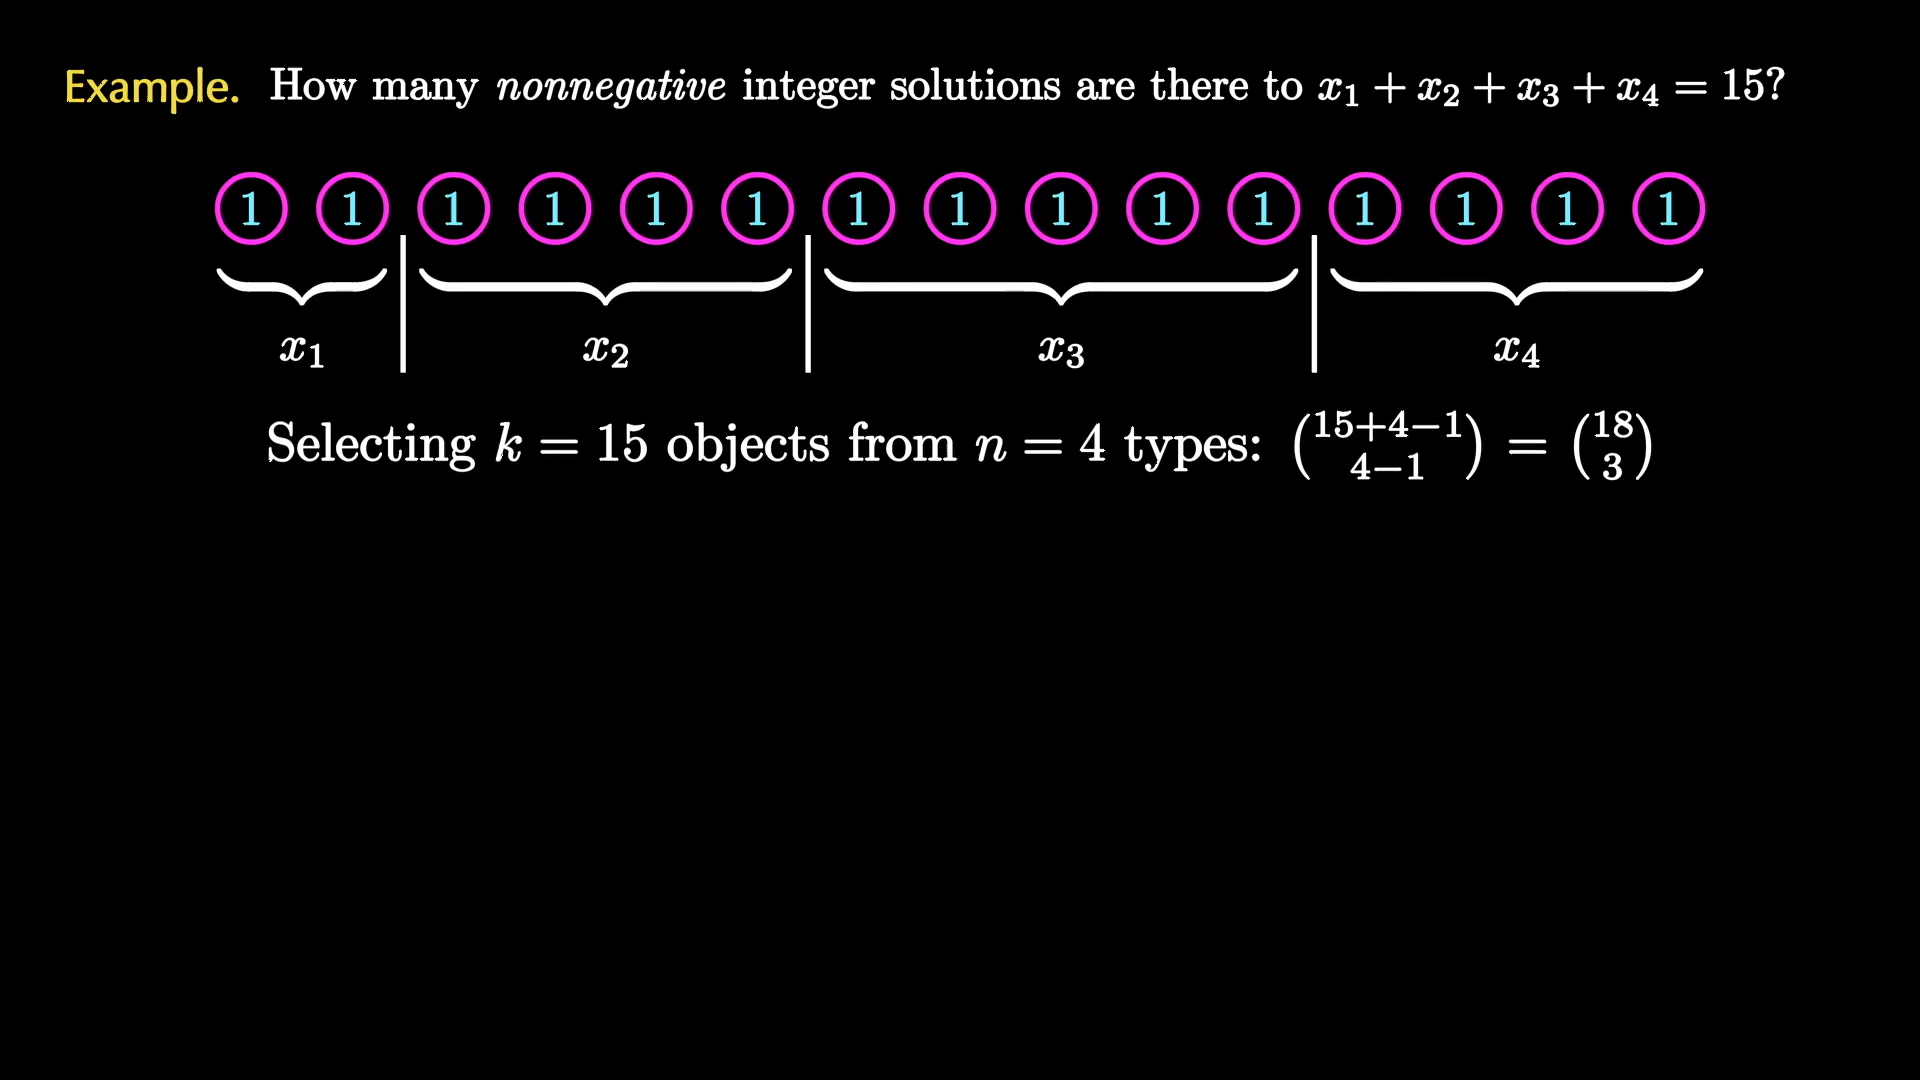 Example. How many nonnegative integer solutions are there to x₁ + x₂ + x₃ + x₄ = 15?
1 1 1 1 1 1 1 1 1 1 1 1 1 1 1
x₁ x₂ x₃ x₄
Selecting k = 15 objects from n = 4 types: (15+4−1 4−1) = (18 3)